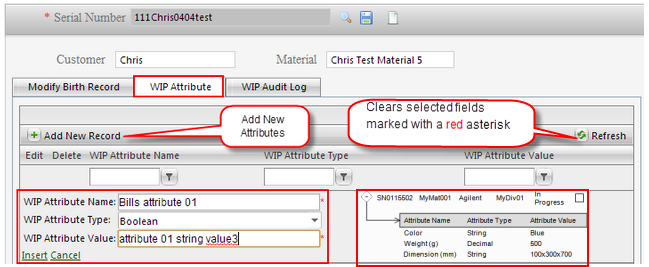 * Serial Number 111Chris0404test
Customer Chris Material Chris Test Material 5
Modify Birth Record WIP Attribute WIP Audit Log
Add New
Attributes
Clears selected fields
marked with a red asterisk
+ Add New Record Refresh
Edit Delete WIP Attribute Name WIP Attribute Type WIP Attribute Value
WIP Attribute Name: Bills attribute 01 *
WIP Attribute Type: Boolean
WIP Attribute Value: attribute 01 string value3 *
Insert Cancel
SN0115502 MyMat001 Agilent MyDiv01 In
Progress
Attribute Name Attribute Type Attribute Value
Color String Blue
Weight (g) Decimal 500
Dimension (mm) String 100x300x700